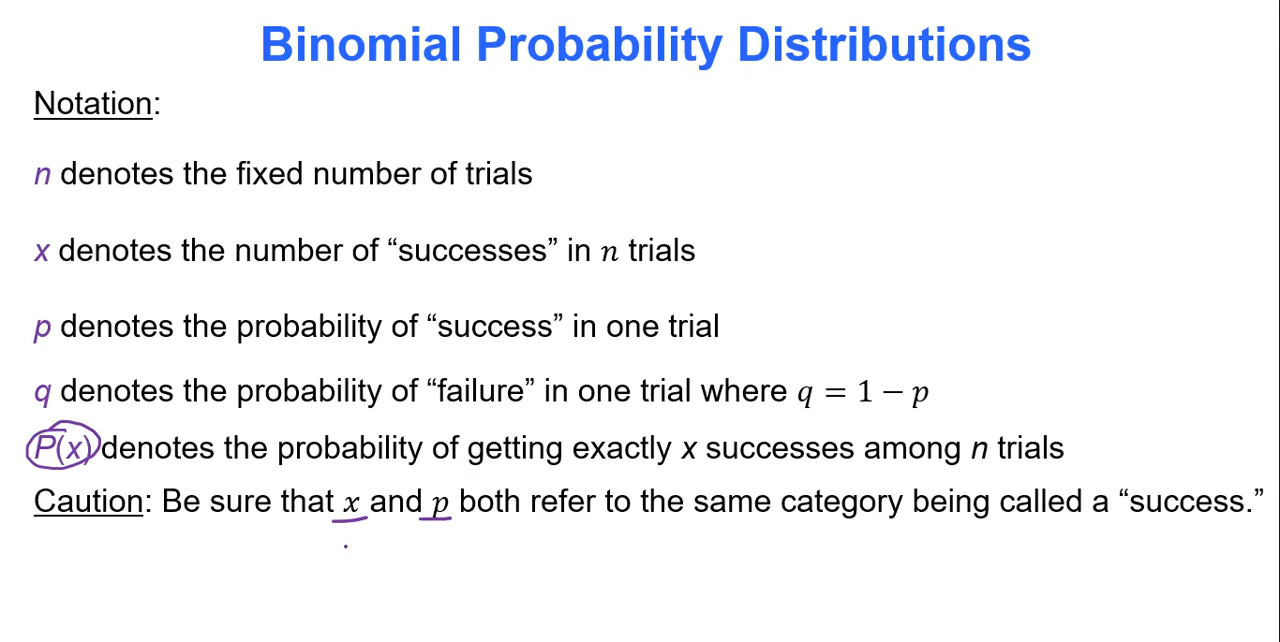 Binomial Probability Distributions
Notation:
n denotes the fixed number of trials
x denotes the number of “successes” in n trials
p denotes the probability of “success” in one trial
q denotes the probability of “failure” in one trial where q = 1 − p
P(x) denotes the probability of getting exactly x successes among n trials
Caution: Be sure that x and p both refer to the same category being called a “success.”